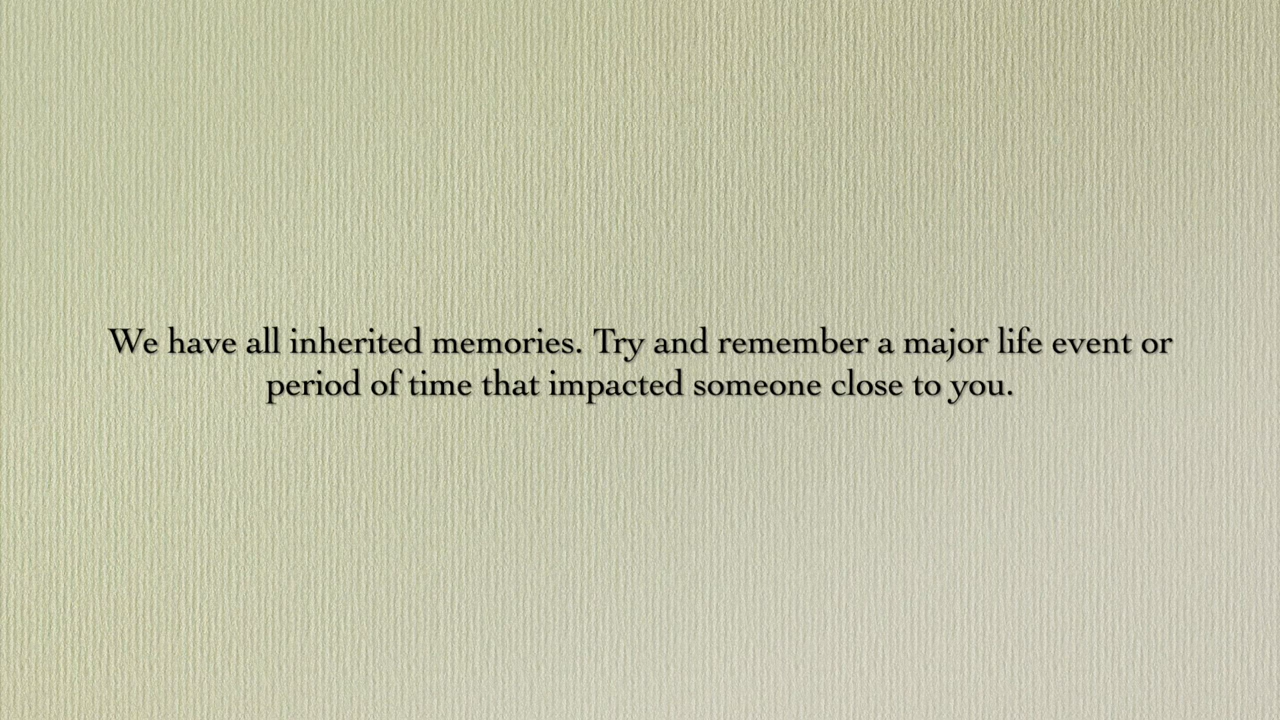 We have all inherited memories. Try and remember a major life event or
period of time that impacted someone close to you.